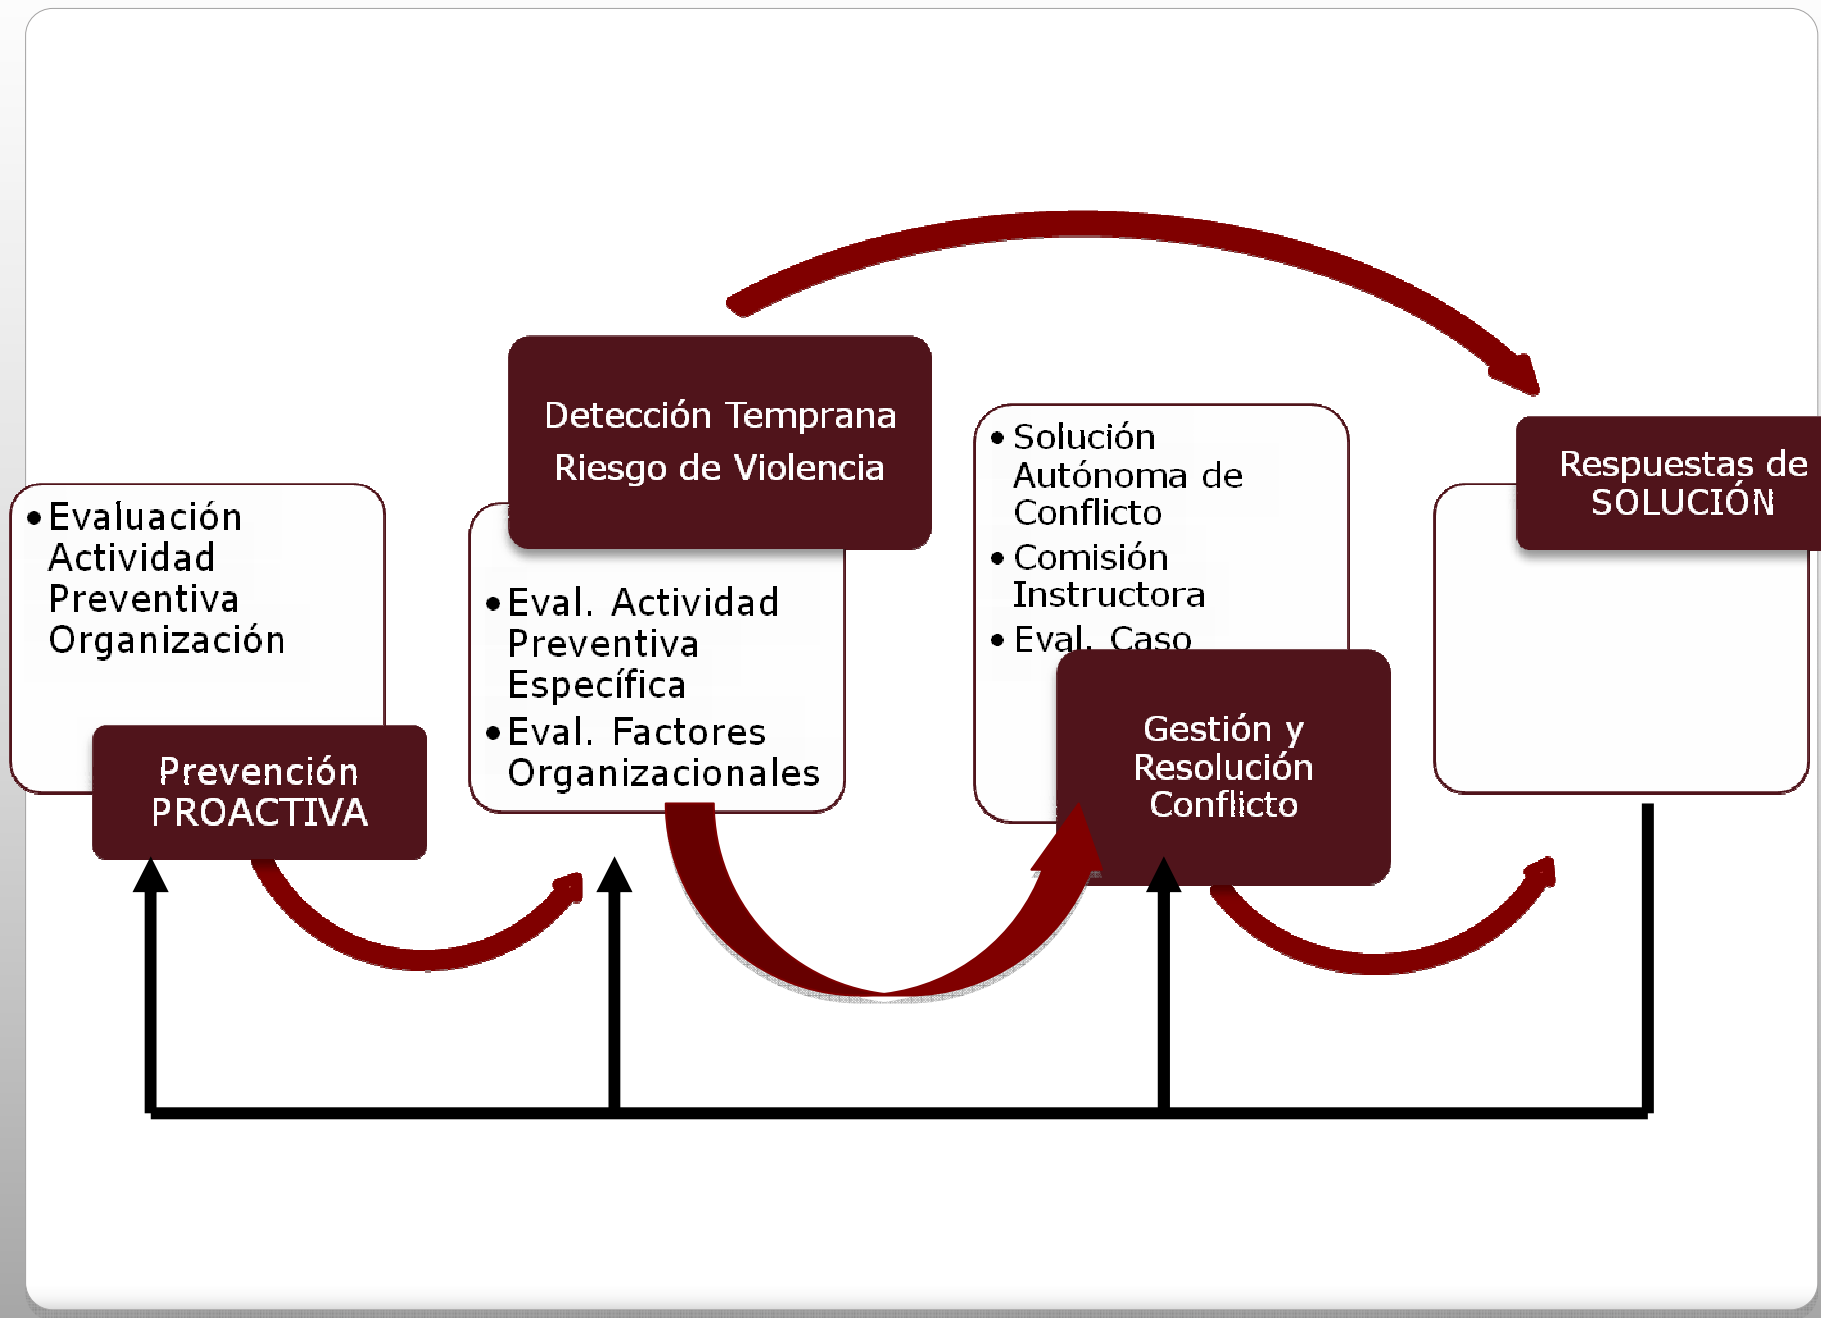 • Evaluación
Actividad
Preventiva
Organización
Prevención
PROACTIVA
Detección Temprana
Riesgo de Violencia
• Eval. Actividad
Preventiva
Específica
• Eval. Factores
Organizacionales
• Solución
Autónoma de
Conflicto
• Comisión
Instructora
• Eval. Caso
Gestión y
Resolución
Conflicto
Respuestas de
SOLUCIÓN